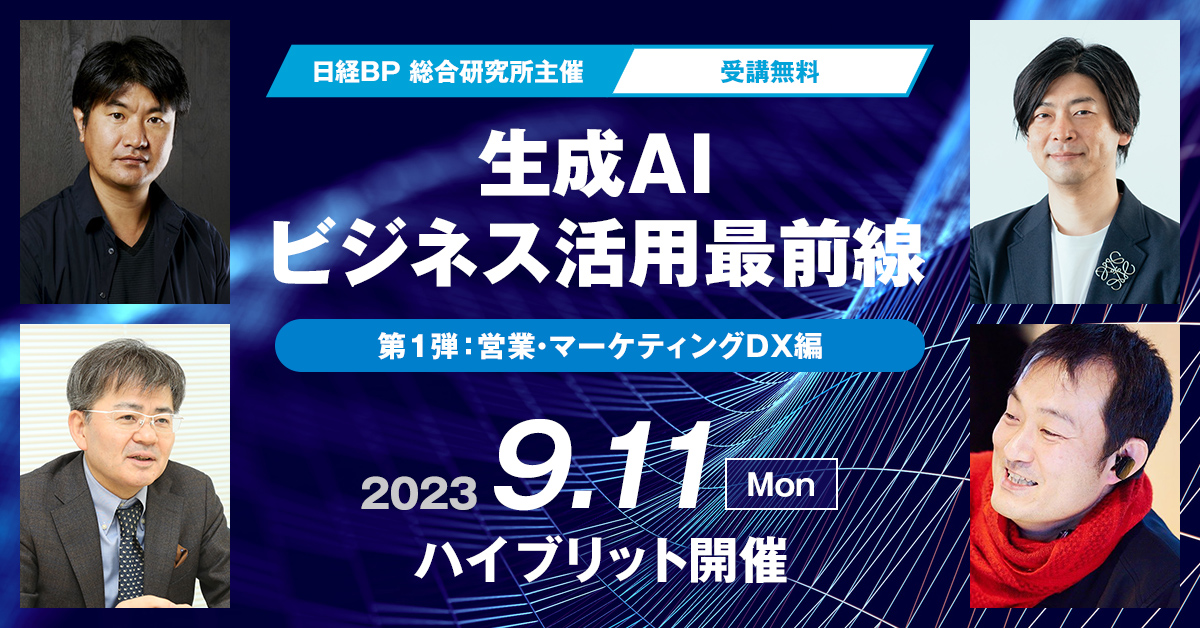 日経BP 総合研究所主催
受講無料
生成AI
ビジネス活用最前線
第1弾：営業・マーケティングDX編
2023 9.11 Mon
ハイブリット開催